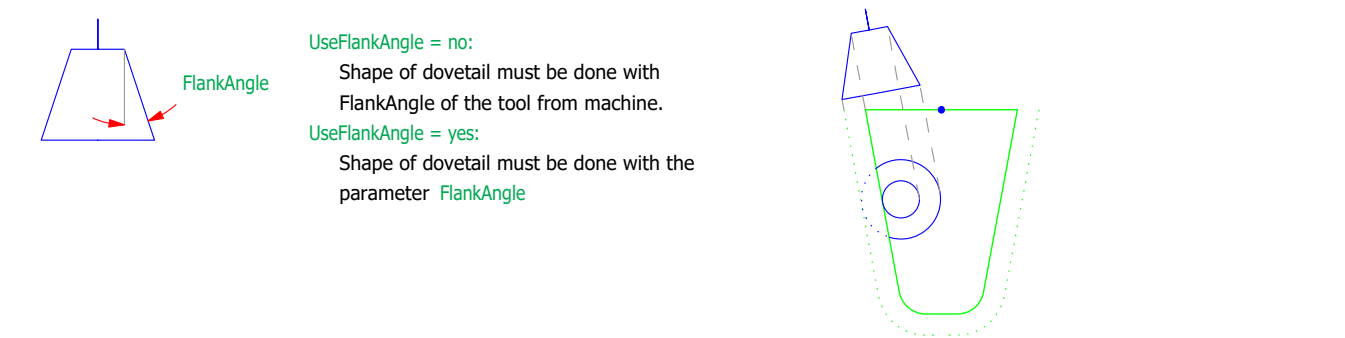 FlankAngle
UseFlankAngle = no:
Shape of dovetail must be done with
FlankAngle of the tool from machine.
UseFlankAngle = yes:
Shape of dovetail must be done with the
parameter FlankAngle